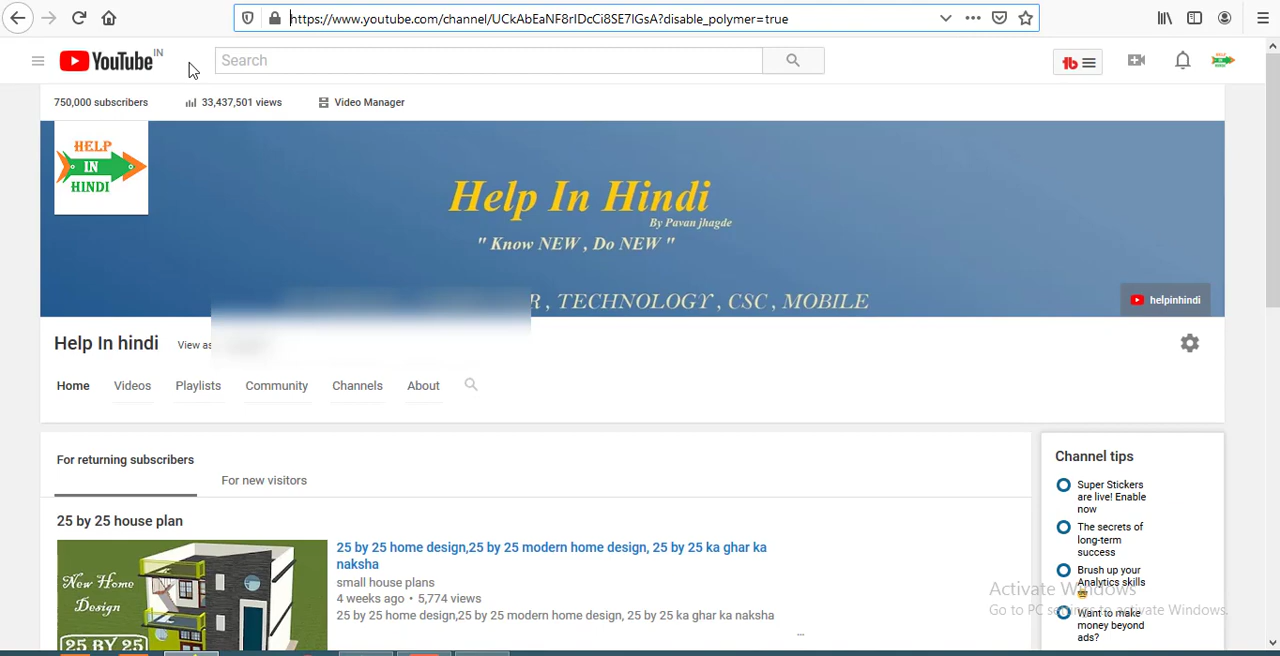 https://www.youtube.com/channel/UCkAbEaNF8rIDcCi8SE7IGsA?disable_polymer=true
YouTube IN
Search
750,000 subscribers 33,437,501 views Video Manager
HELP
IN
HINDI
Help In Hindi
By Pavan jhagde
" Know NEW , Do NEW "
R , TECHNOLOGY , CSC , MOBILE
helpinhindi
Help In hindi View as
Home Videos Playlists Community Channels About
For returning subscribers
For new visitors
25 by 25 house plan
New Home
Design
25 BY 25
25 by 25 home design,25 by 25 modern home design, 25 by 25 ka ghar ka
naksha
small house plans
4 weeks ago • 5,774 views
25 by 25 home design,25 by 25 modern home design, 25 by 25 ka ghar ka naksha
Channel tips
Super Stickers
are live! Enable
now
The secrets of
long-term
success
Brush up your
Analytics skills
Want to make
money beyond
ads?
Activate Windows
Go to PC settings to activate Windows.